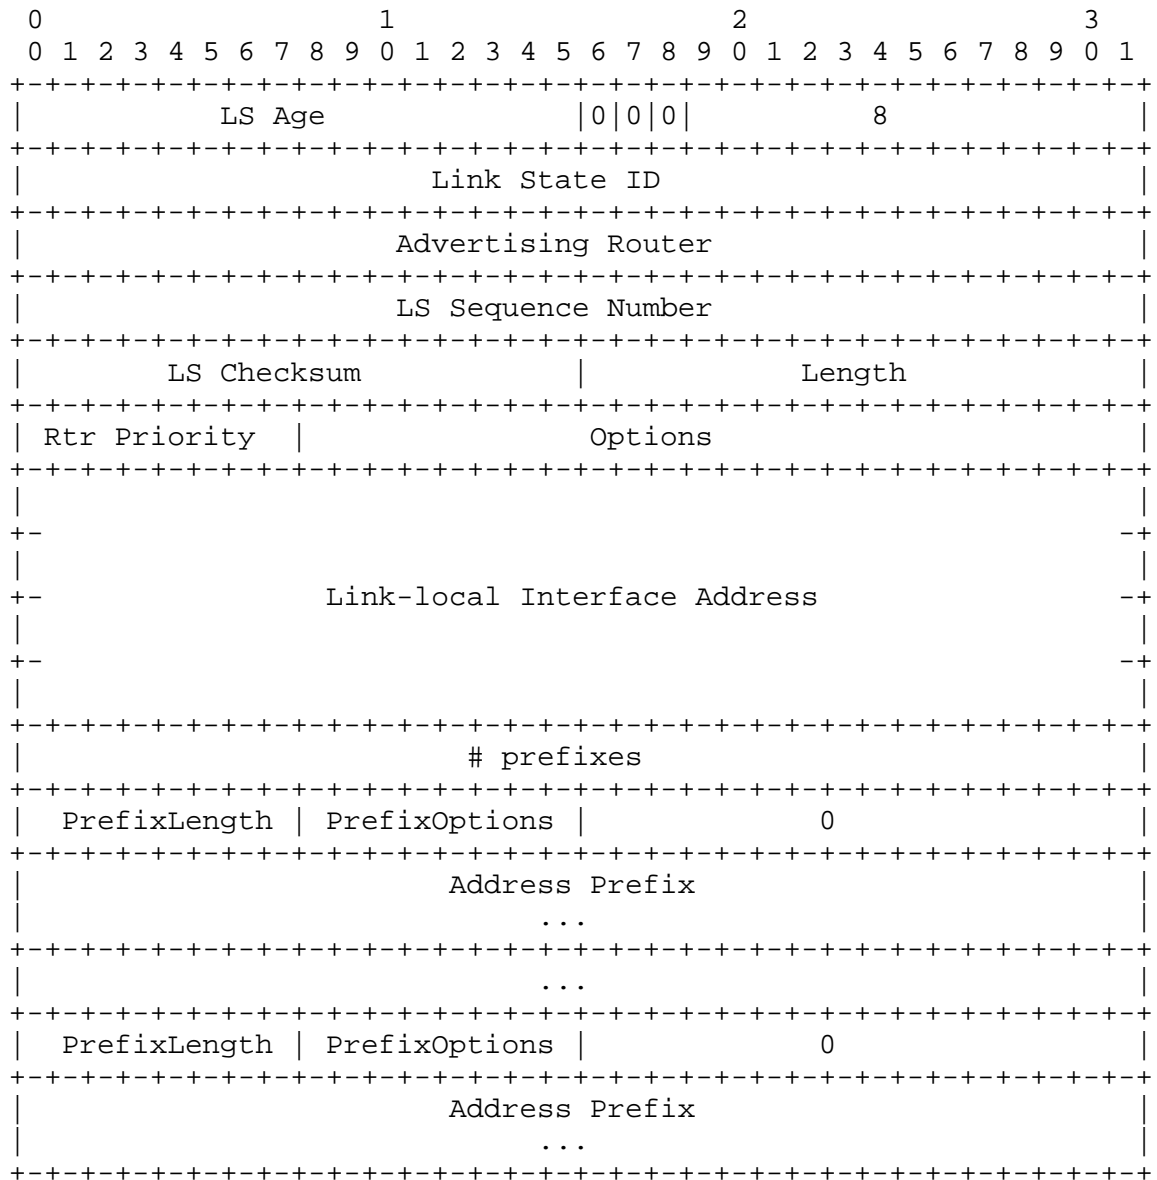 0                   1                   2                   3
 0 1 2 3 4 5 6 7 8 9 0 1 2 3 4 5 6 7 8 9 0 1 2 3 4 5 6 7 8 9 0 1
+-+-+-+-+-+-+-+-+-+-+-+-+-+-+-+-+-+-+-+-+-+-+-+-+-+-+-+-+-+-+-+-+
|           LS Age              |0|0|0|          8              |
+-+-+-+-+-+-+-+-+-+-+-+-+-+-+-+-+-+-+-+-+-+-+-+-+-+-+-+-+-+-+-+-+
|                       Link State ID                           |
+-+-+-+-+-+-+-+-+-+-+-+-+-+-+-+-+-+-+-+-+-+-+-+-+-+-+-+-+-+-+-+-+
|                     Advertising Router                        |
+-+-+-+-+-+-+-+-+-+-+-+-+-+-+-+-+-+-+-+-+-+-+-+-+-+-+-+-+-+-+-+-+
|                     LS Sequence Number                        |
+-+-+-+-+-+-+-+-+-+-+-+-+-+-+-+-+-+-+-+-+-+-+-+-+-+-+-+-+-+-+-+-+
|        LS Checksum            |            Length             |
+-+-+-+-+-+-+-+-+-+-+-+-+-+-+-+-+-+-+-+-+-+-+-+-+-+-+-+-+-+-+-+-+
| Rtr Priority  |                Options                        |
+-+-+-+-+-+-+-+-+-+-+-+-+-+-+-+-+-+-+-+-+-+-+-+-+-+-+-+-+-+-+-+-+
|                                                               |
+-                                                             -+
|                                                               |
+-                Link-local Interface Address                 -+
|                                                               |
+-                                                             -+
|                                                               |
+-+-+-+-+-+-+-+-+-+-+-+-+-+-+-+-+-+-+-+-+-+-+-+-+-+-+-+-+-+-+-+-+
|                         # prefixes                            |
+-+-+-+-+-+-+-+-+-+-+-+-+-+-+-+-+-+-+-+-+-+-+-+-+-+-+-+-+-+-+-+-+
|  PrefixLength | PrefixOptions |             0                 |
+-+-+-+-+-+-+-+-+-+-+-+-+-+-+-+-+-+-+-+-+-+-+-+-+-+-+-+-+-+-+-+-+
|                        Address Prefix                         |
|                             ...                               |
+-+-+-+-+-+-+-+-+-+-+-+-+-+-+-+-+-+-+-+-+-+-+-+-+-+-+-+-+-+-+-+-+
|                             ...                               |
+-+-+-+-+-+-+-+-+-+-+-+-+-+-+-+-+-+-+-+-+-+-+-+-+-+-+-+-+-+-+-+-+
|  PrefixLength | PrefixOptions |             0                 |
+-+-+-+-+-+-+-+-+-+-+-+-+-+-+-+-+-+-+-+-+-+-+-+-+-+-+-+-+-+-+-+-+
|                        Address Prefix                         |
|                             ...                               |
+-+-+-+-+-+-+-+-+-+-+-+-+-+-+-+-+-+-+-+-+-+-+-+-+-+-+-+-+-+-+-+-+